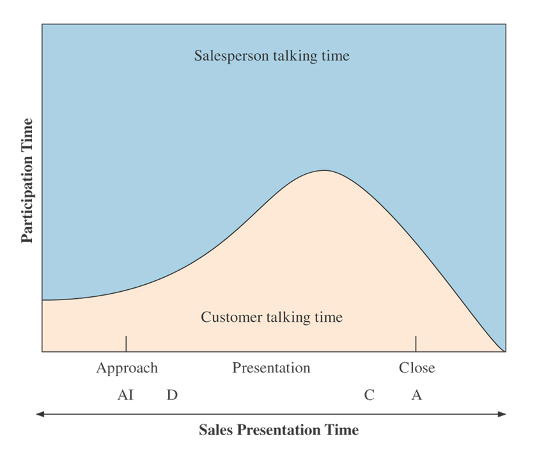 Salesperson talking time
Participation Time
Customer talking time
Approach Presentation Close
AI D C A
Sales Presentation Time